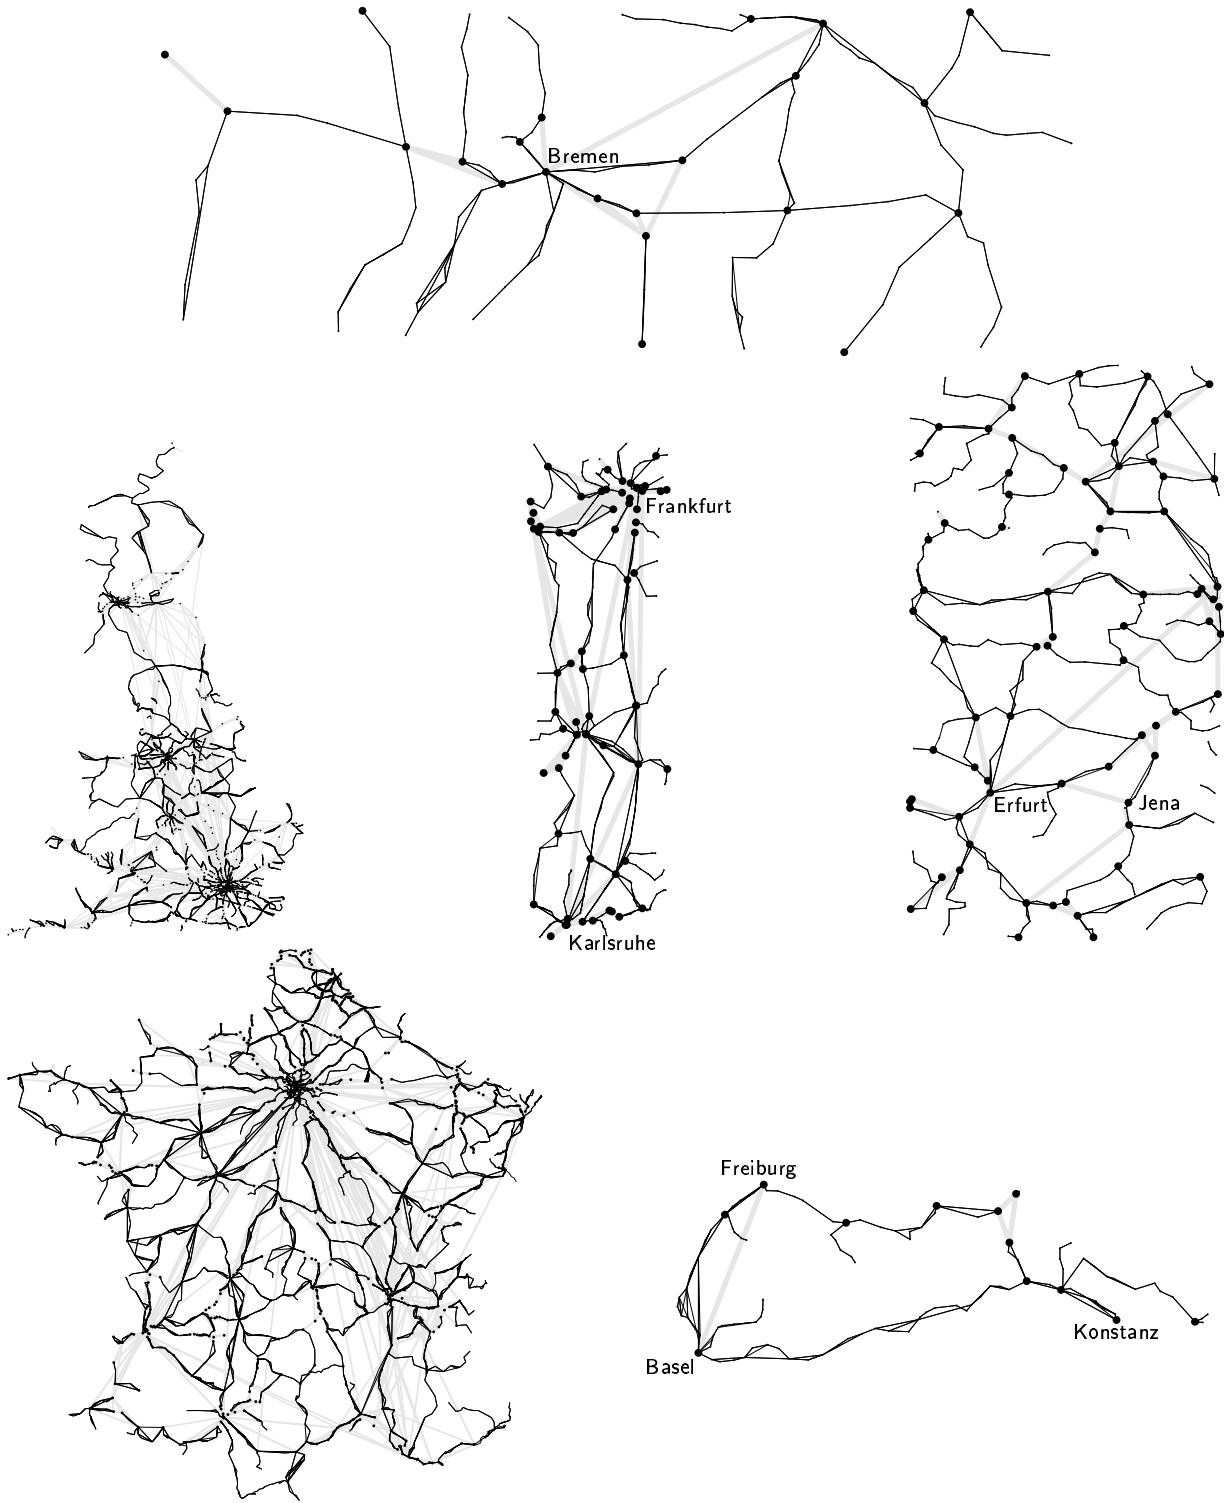 Bremen
Frankfurt
Erfurt
Jena
Karlsruhe
Freiburg
Konstanz
Basel